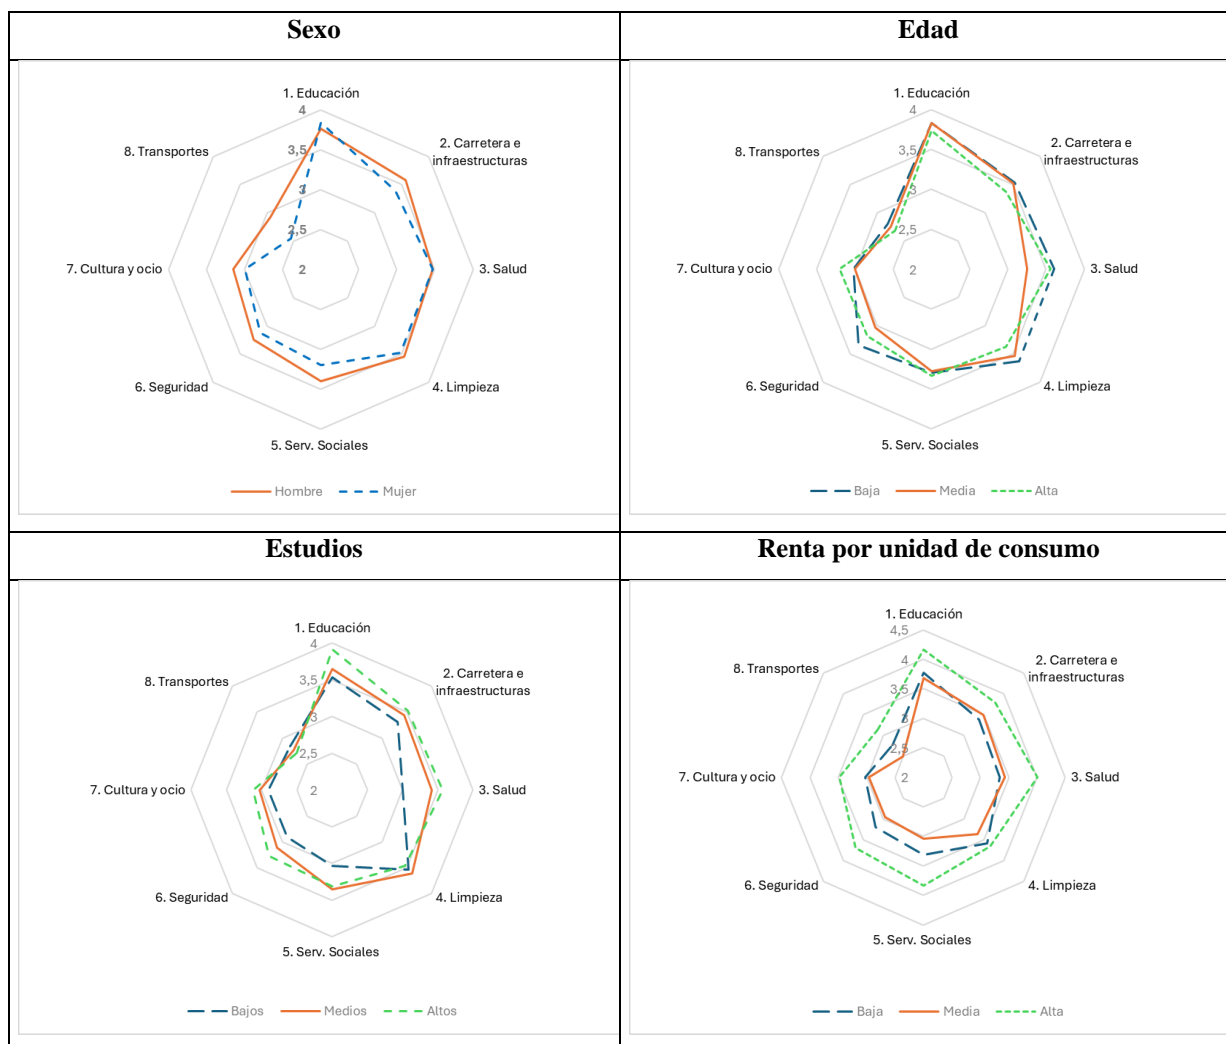 Sexo
Edad
1. Educación
4
3,5
3
2,5
2
2. Carretera e
infraestructuras
3. Salud
4. Limpieza
5. Serv. Sociales
6. Seguridad
7. Cultura y ocio
8. Transportes
Hombre Mujer
1. Educación
4
3,5
3
2,5
2
2. Carretera e
infraestructuras
3. Salud
4. Limpieza
5. Serv. Sociales
6. Seguridad
7. Cultura y ocio
8. Transportes
Baja Media Alta
Estudios
Renta por unidad de consumo
1. Educación
4
3,5
3
2,5
2
2. Carretera e
infraestructuras
3. Salud
4. Limpieza
5. Serv. Sociales
6. Seguridad
7. Cultura y ocio
8. Transportes
Bajos Medios Altos
1. Educación
4,5
4
3,5
3
2,5
2
2. Carretera e
infraestructuras
3. Salud
4. Limpieza
5. Serv. Sociales
6. Seguridad
7. Cultura y ocio
8. Transportes
Baja Media Alta